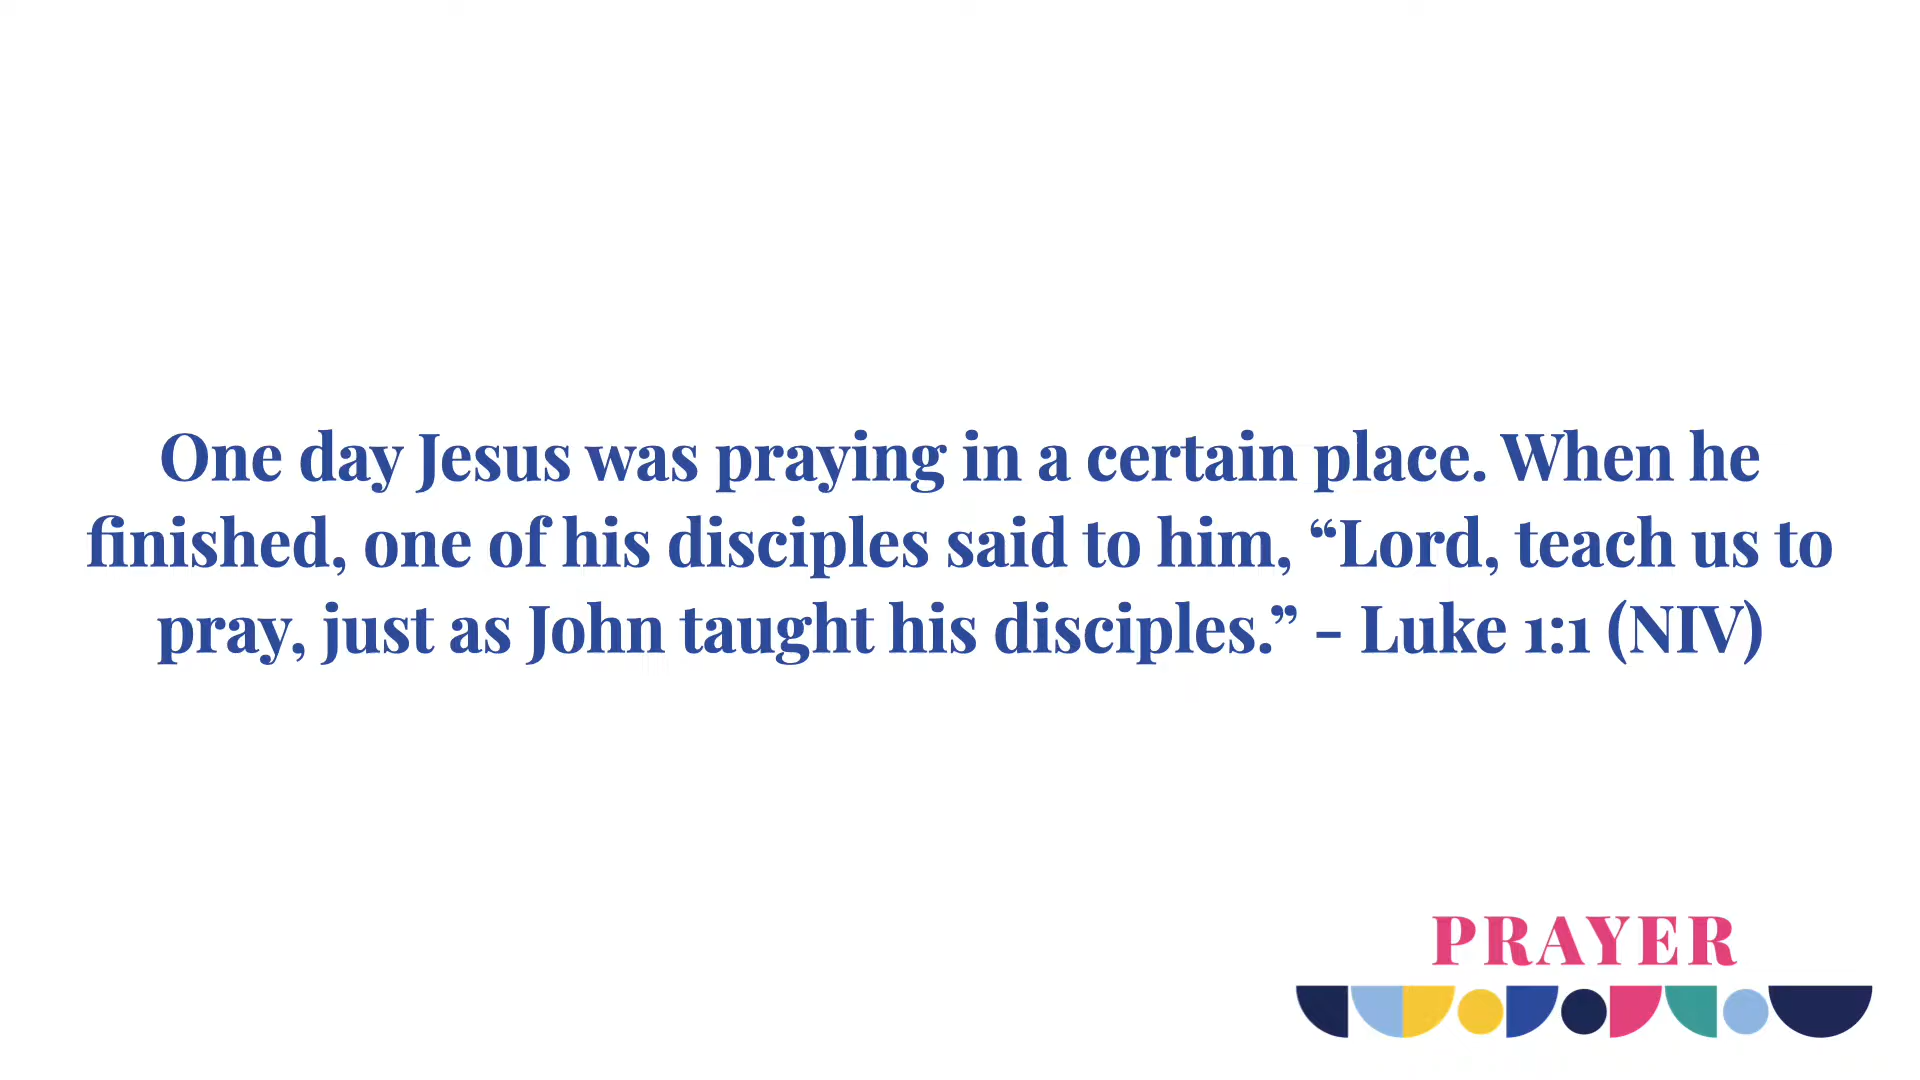 One day Jesus was praying in a certain place. When he
finished, one of his disciples said to him, “Lord, teach us to
pray, just as John taught his disciples.” - Luke 1:1 (NIV)
PRAYER